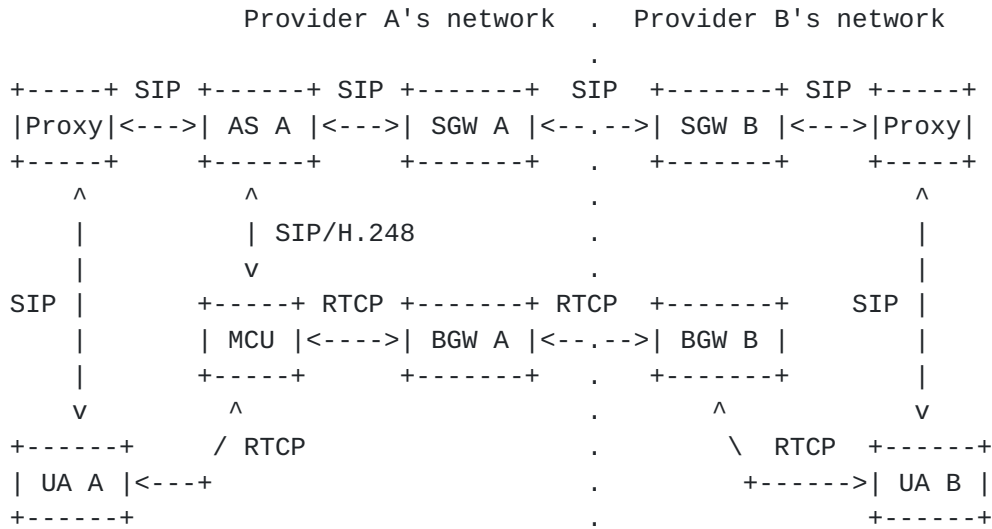 Provider A's network  .  Provider B's network
                                     .
+-----+ SIP +------+ SIP +-------+  SIP  +-------+ SIP +-----+
|Proxy|<--->| AS A |<--->| SGW A |<--.-->| SGW B |<--->|Proxy|
+-----+     +------+     +-------+   .   +-------+     +-----+
    ^          ^                     .                    ^
    |          | SIP/H.248           .                    |
    |          v                     .                    |
SIP |       +-----+ RTCP +-------+ RTCP  +-------+    SIP |
    |       | MCU |<---->| BGW A |<--.-->| BGW B |        |
    |       +-----+      +-------+   .   +-------+        |
    v         ^                      .       ^            v
+------+     / RTCP                  .        \  RTCP  +------+
| UA A |<---+                        .         +------>| UA B |
+------+                             .                 +------+